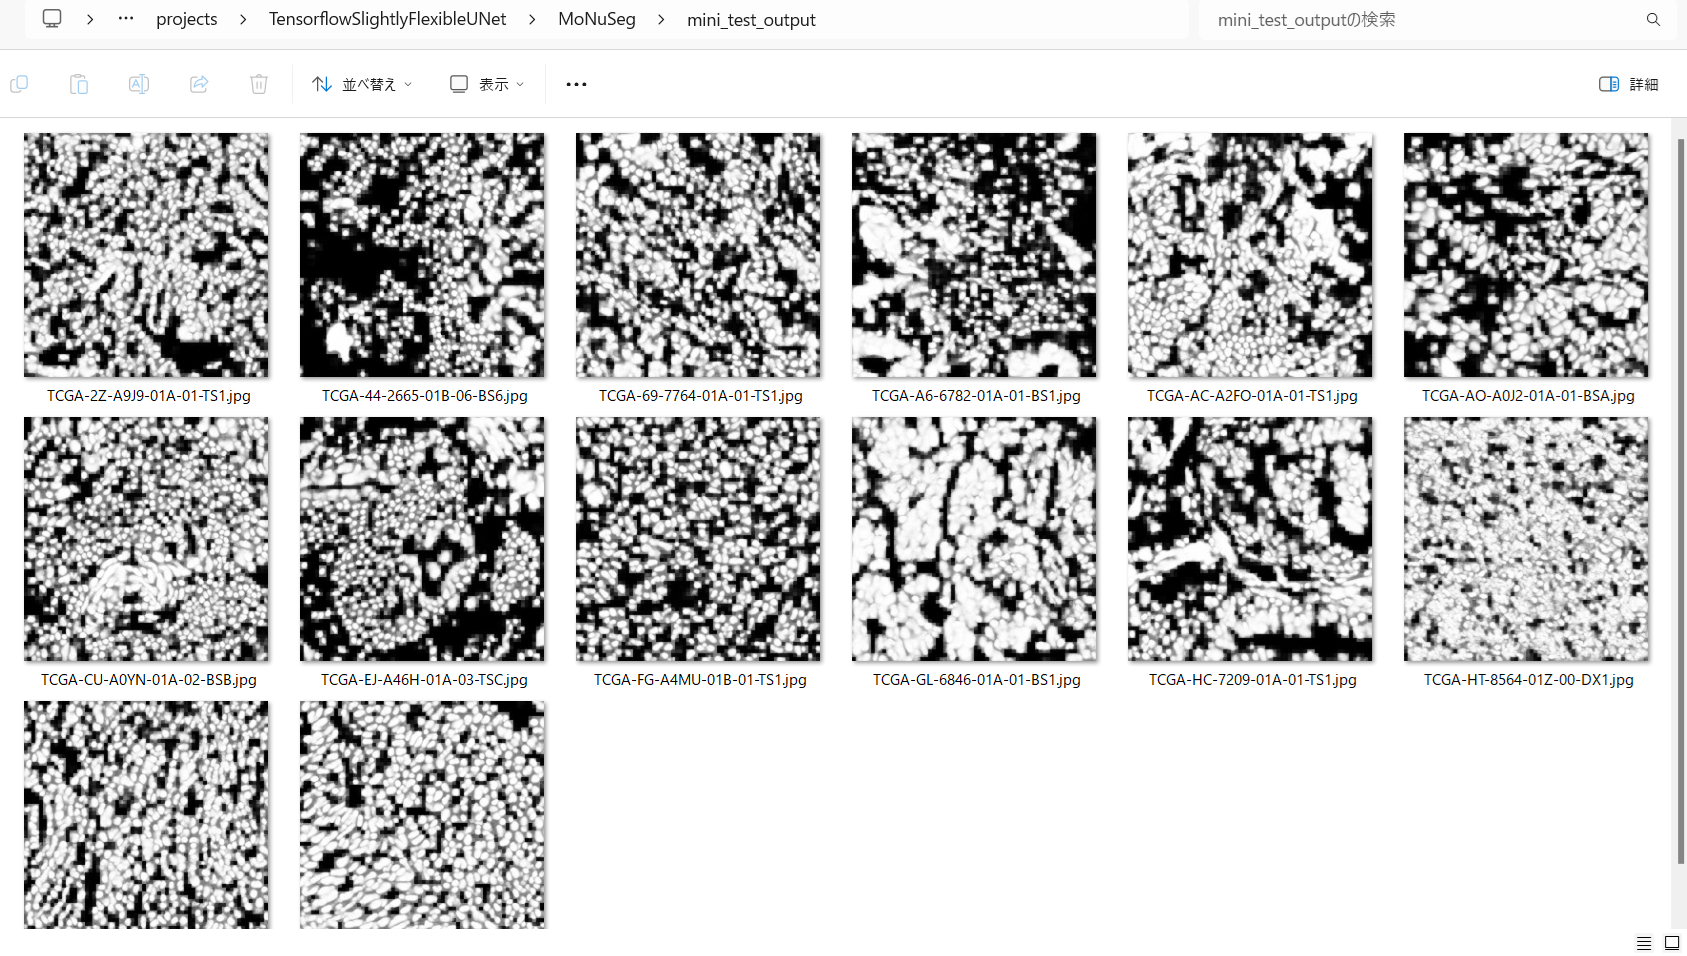 projects > TensorflowSlightlyFlexibleUNet > MoNuSeg > mini_test_output
mini_test_outputの検索
並べ替え
表示
詳細
TCGA-2Z-A9J9-01A-01-TS1.jpg
TCGA-44-2665-01B-06-BS6.jpg
TCGA-69-7764-01A-01-TS1.jpg
TCGA-A6-6782-01A-01-BS1.jpg
TCGA-AC-A2FO-01A-01-TS1.jpg
TCGA-AO-A0J2-01A-01-BSA.jpg
TCGA-CU-A0YN-01A-02-BSB.jpg
TCGA-EJ-A46H-01A-03-TSC.jpg
TCGA-FG-A4MU-01B-01-TS1.jpg
TCGA-GL-6846-01A-01-BS1.jpg
TCGA-HC-7209-01A-01-TS1.jpg
TCGA-HT-8564-01Z-00-DX1.jpg